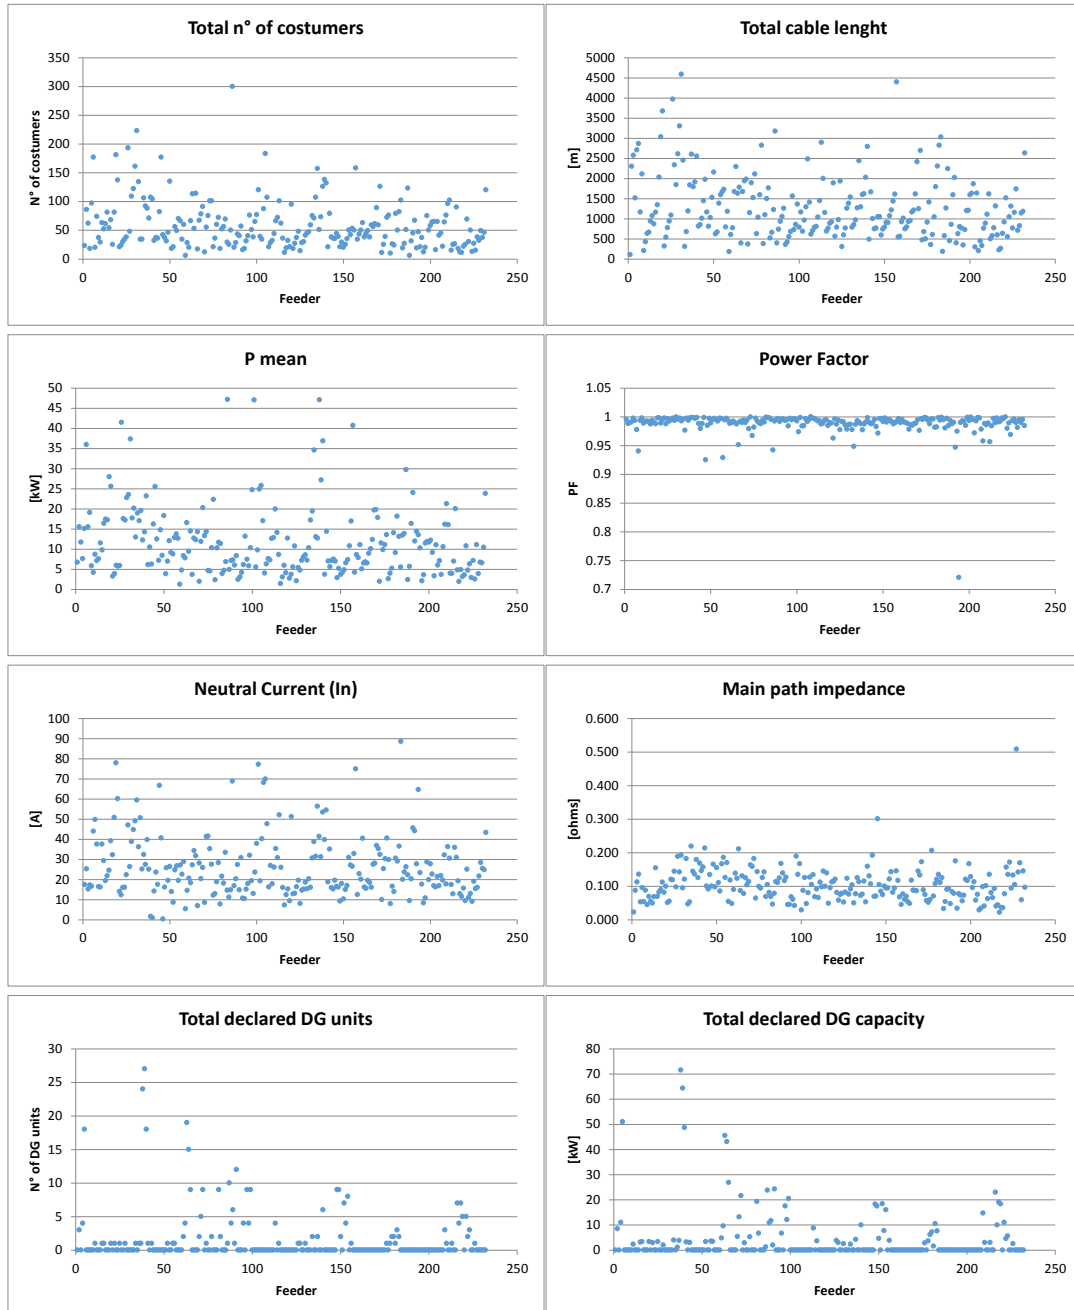 Total n° of costumers
350
300
250
200
150
100
50
0
N° of costumers
0 50 100 150 200 250
Feeder
Total cable lenght
5000
4500
4000
3500
3000
2500
2000
1500
1000
500
0
[m]
0 50 100 150 200 250
Feeder
P mean
50
45
40
35
30
25
20
15
10
5
0
[kW]
0 50 100 150 200 250
Feeder
Power Factor
1.05
1
0.95
0.9
0.85
0.8
0.75
0.7
PF
0 50 100 150 200 250
Feeder
Neutral Current (In)
100
90
80
70
60
50
40
30
20
10
0
[A]
0 50 100 150 200 250
Feeder
Main path impedance
0.600
0.500
0.400
0.300
0.200
0.100
0.000
[ohms]
0 50 100 150 200 250
Feeder
Total declared DG units
30
25
20
15
10
5
0
N° of DG units
0 50 100 150 200 250
Feeder
Total declared DG capacity
80
70
60
50
40
30
20
10
0
[kW]
0 50 100 150 200 250
Feeder